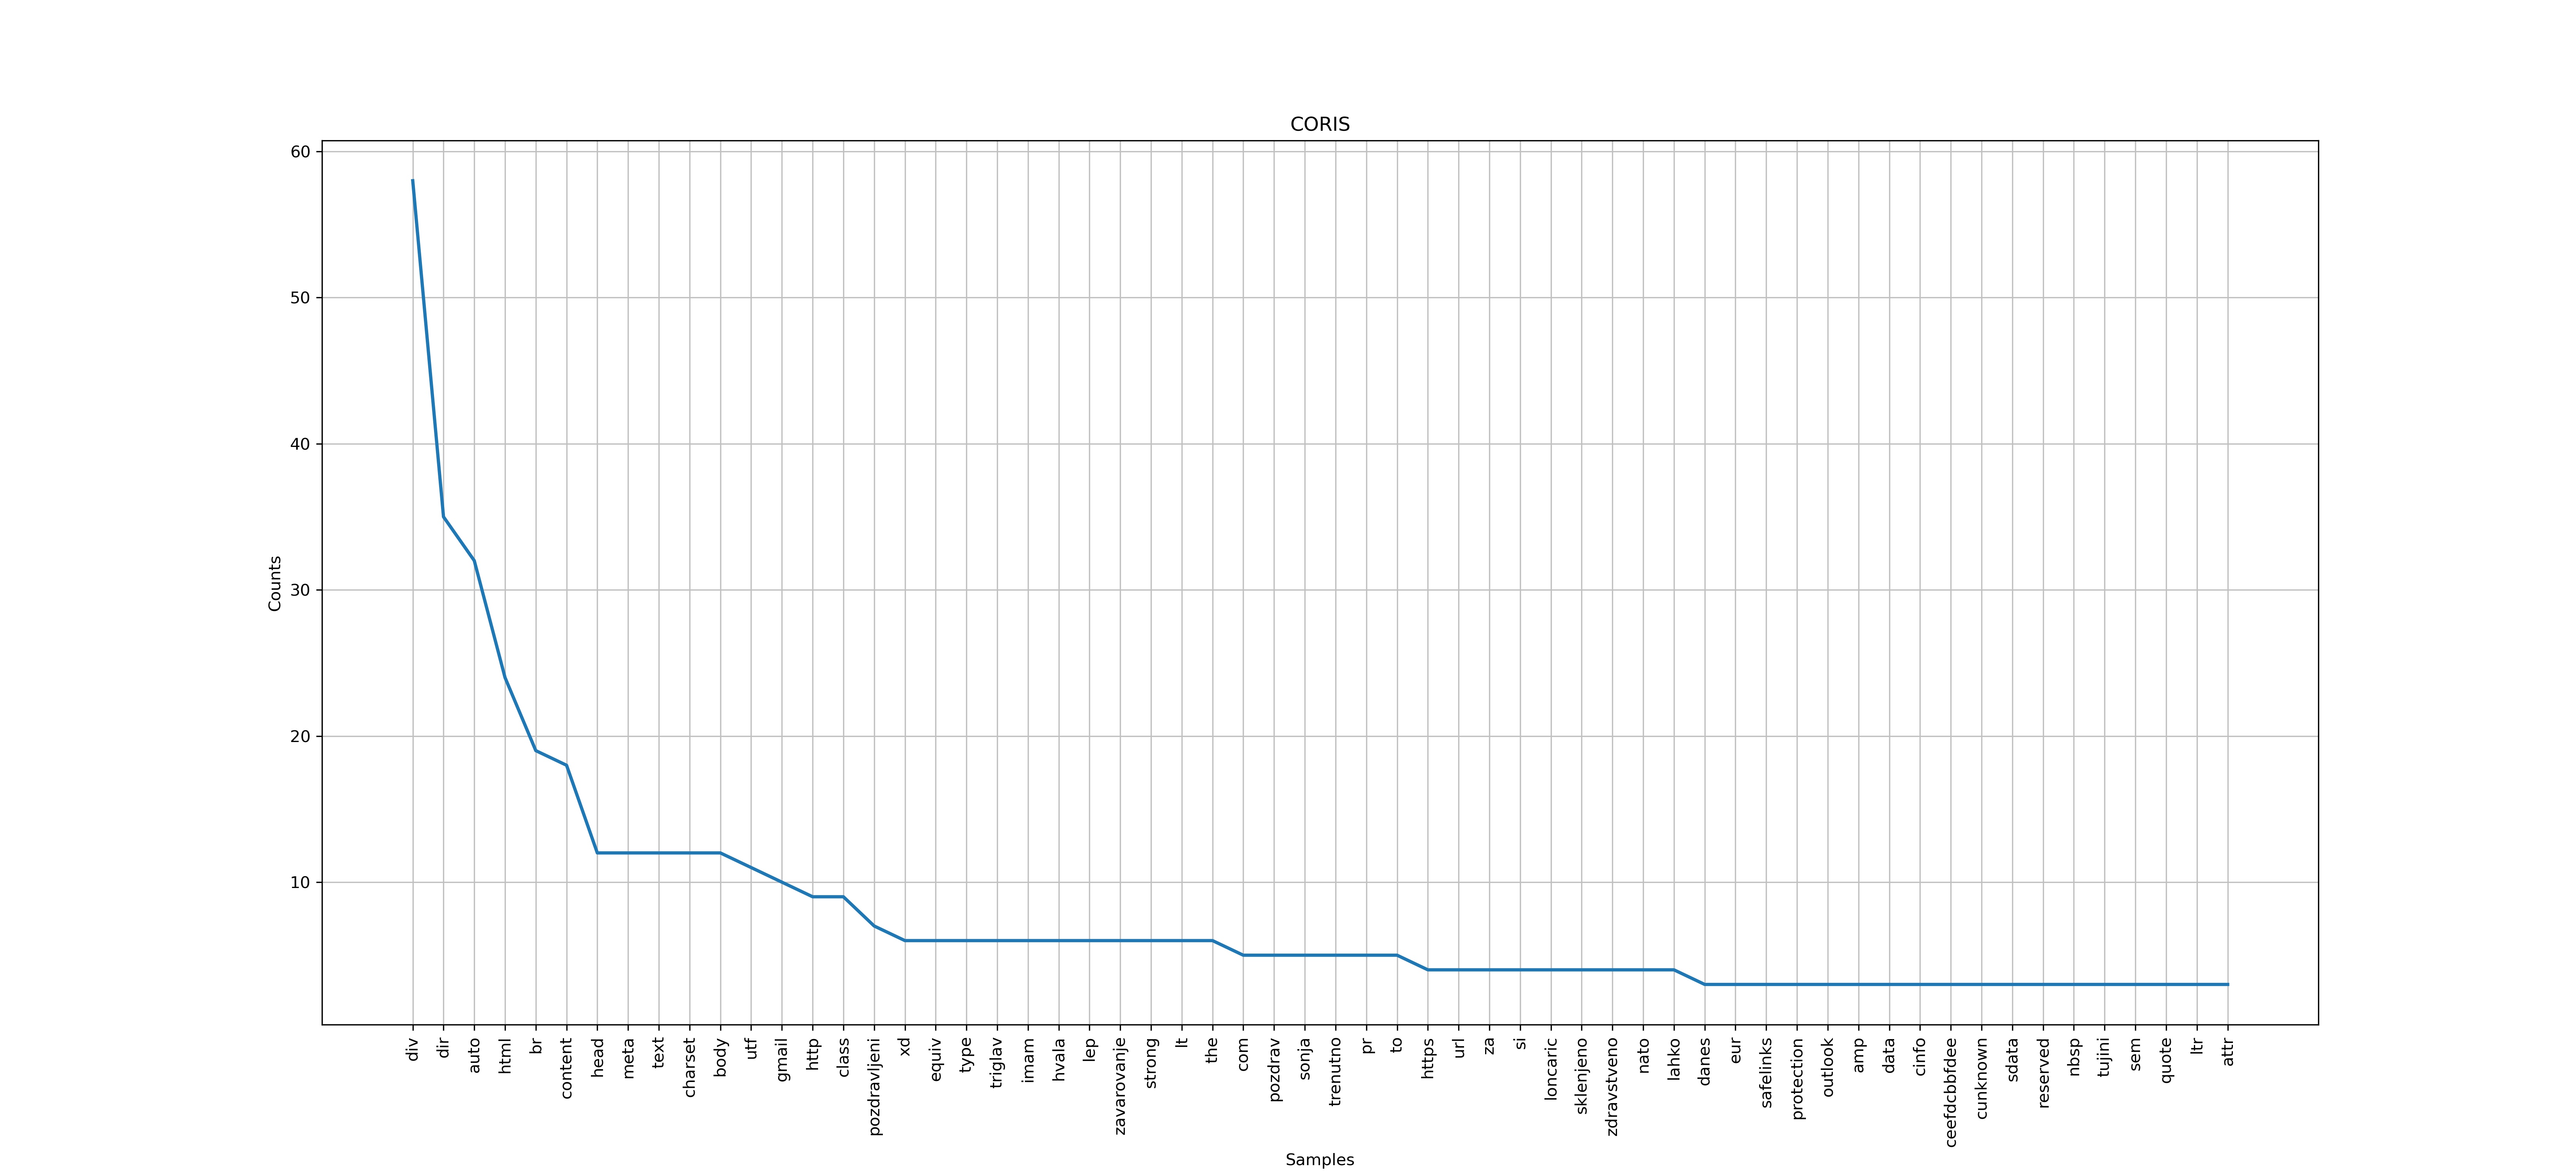 CORIS
60
50
40
30
20
10
Counts
div
dir
auto
html
br
content
head
meta
text
charset
body
utf
gmail
http
class
pozdravljeni
xd
equiv
type
triglav
imam
hvala
lep
zavarovanje
strong
lt
the
com
pozdrav
sonja
trenutno
pr
to
https
url
za
si
loncaric
sklenjeno
zdravstveno
nato
lahko
danes
eur
safelinks
protection
outlook
amp
data
cinfo
ceefdcbbfdee
cunknown
sdata
reserved
nbsp
tujini
sem
quote
ltr
attr
Samples